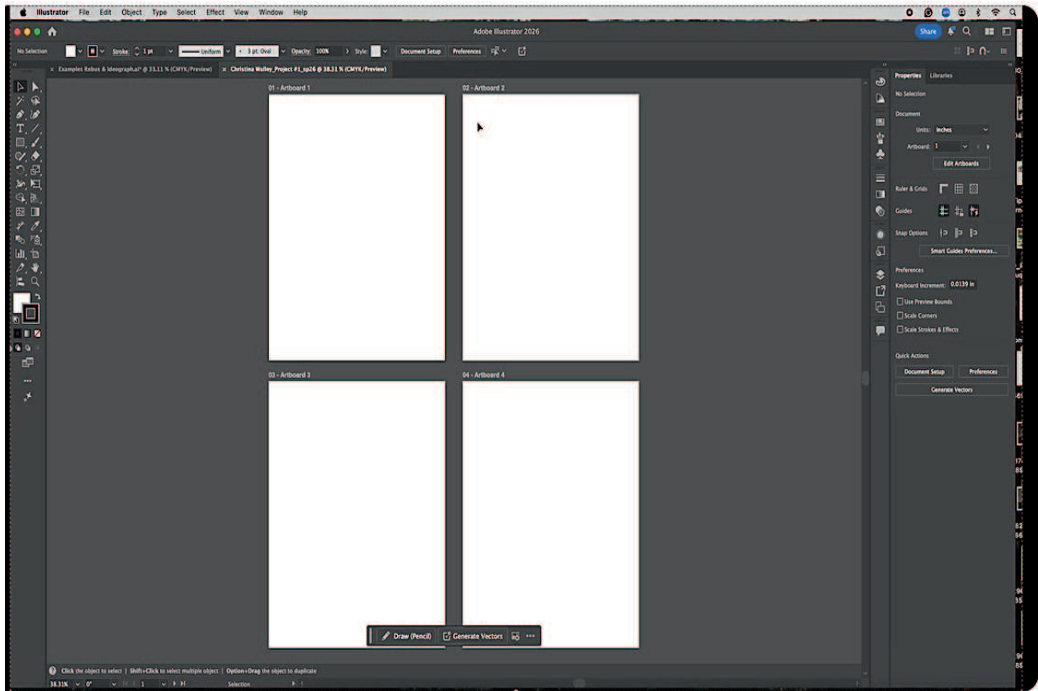 Illustrator File Edit Object Type Select Effect View Window Help
Adobe Illustrator 2026
Share
No Selection Stroke: 1 pt Uniform 3 pt. Oval Opacity: 100% Style: Document Setup Preferences
× Examples Rebus & Ideograph.ai* @ 33.11 % (CMYK/Preview) × Christina Wolley_Project #1_sp26 @ 38.31 % (CMYK/Preview)
01 - Artboard 1 02 - Artboard 2
03 - Artboard 3 04 - Artboard 4
Draw (Pencil) Generate Vectors
Click the object to select | Shift+Click to select multiple object | Option+Drag the object to duplicate
38.31% 0° 1 Selection
Properties Libraries
No Selection
Document
Units: Inches
Artboard: 1
Edit Artboards
Ruler & Grids
Guides
Snap Options
Smart Guides Preferences...
Preferences
Keyboard Increment: 0.0139 in
Use Preview Bounds
Scale Corners
Scale Strokes & Effects
Quick Actions
Document Setup Preferences
Generate Vectors